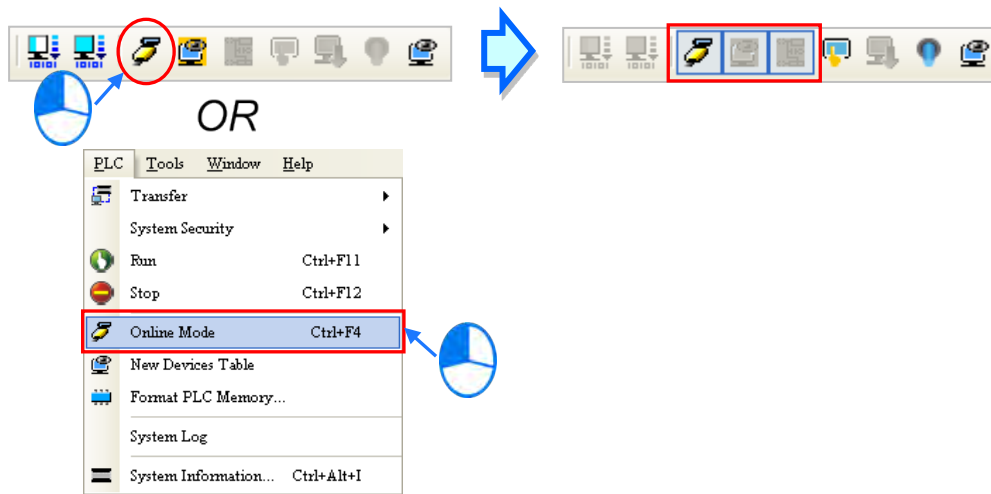 OR
PLC Tools Window Help
Transfer
System Security
Run Ctrl+F11
Stop Ctrl+F12
Online Mode Ctrl+F4
New Devices Table
Format PLC Memory...
System Log
System Information... Ctrl+Alt+I